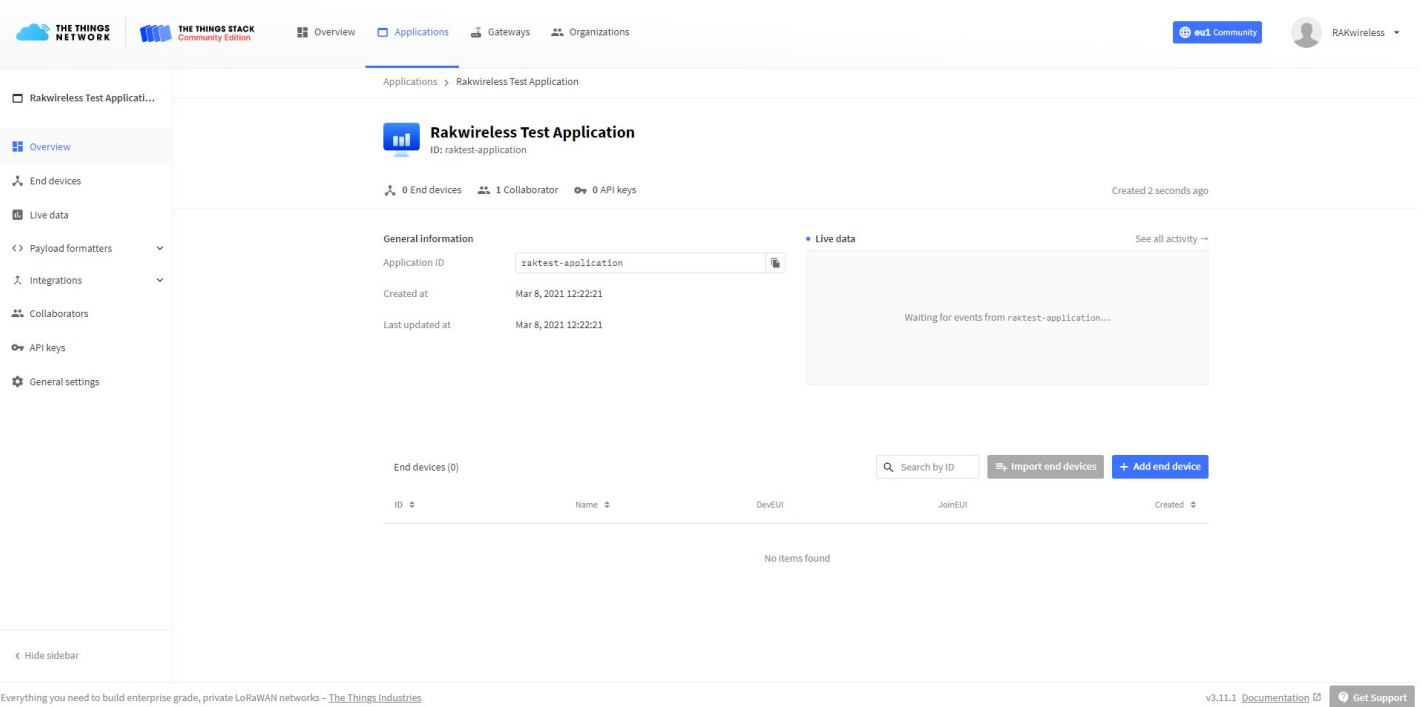 THE THINGS NETWORK THE THINGS STACK Community Edition Overview Applications Gateways Organizations eu1 Community RAKwireless
Applications > Rakwireless Test Application
Rakwireless Test Applicati...
Overview
End devices
Live data
Payload formatters
Integrations
Collaborators
API keys
General settings
< Hide sidebar
Rakwireless Test Application
ID: raktest-application
0 End devices 1 Collaborator 0 API keys Created 2 seconds ago
General information
Application ID raktest-application
Created at Mar 8, 2021 12:22:21
Last updated at Mar 8, 2021 12:22:21
Live data See all activity →
Waiting for events from raktest-application...
End devices (0) Search by ID Import end devices + Add end device
ID Name DevEUI JoinEUI Created
No items found
Everything you need to build enterprise grade, private LoRaWAN networks – The Things Industries v3.11.1 Documentation Get Support